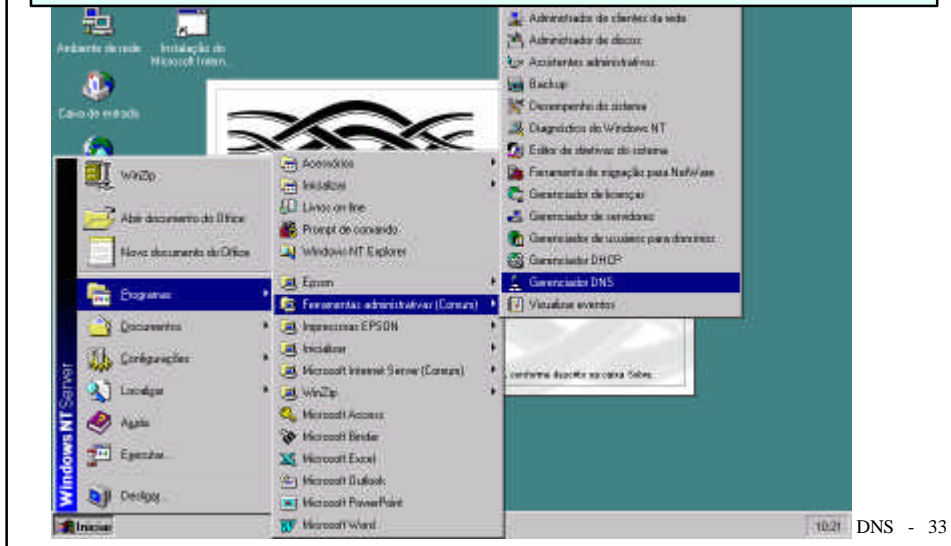 Ambiente de rede
Instalação do
Microsoft Intern...
Caixa de entrada
Windows NT Server
WinZip
Abrir documento do Office
Novo documento do Office
Programas
Documentos
Configurações
Localizar
Ajuda
Executar...
Desligar...
Iniciar
Acessórios
Inicializar
Livros on-line
Prompt de comando
Windows NT Explorer
Epson
Ferramentas administrativas (Comum)
Impressoras EPSON
Inicializar
Microsoft Internet Server (Comum)
WinZip
Microsoft Access
Microsoft Binder
Microsoft Excel
Microsoft Outlook
Microsoft PowerPoint
Microsoft Word
Administrador de clientes da rede
Administrador de discos
Assistentes administrativos
Backup
Desempenho do sistema
Diagnóstico do Windows NT
Editor de diretivas do sistema
Ferramenta de migração para NetWare
Gerenciador de licenças
Gerenciador de servidores
Gerenciador de usuários para domínios
Gerenciador DHCP
Gerenciador DNS
Visualizar eventos
, conforme descrito na caixa Sobre.
10:21
DNS - 33